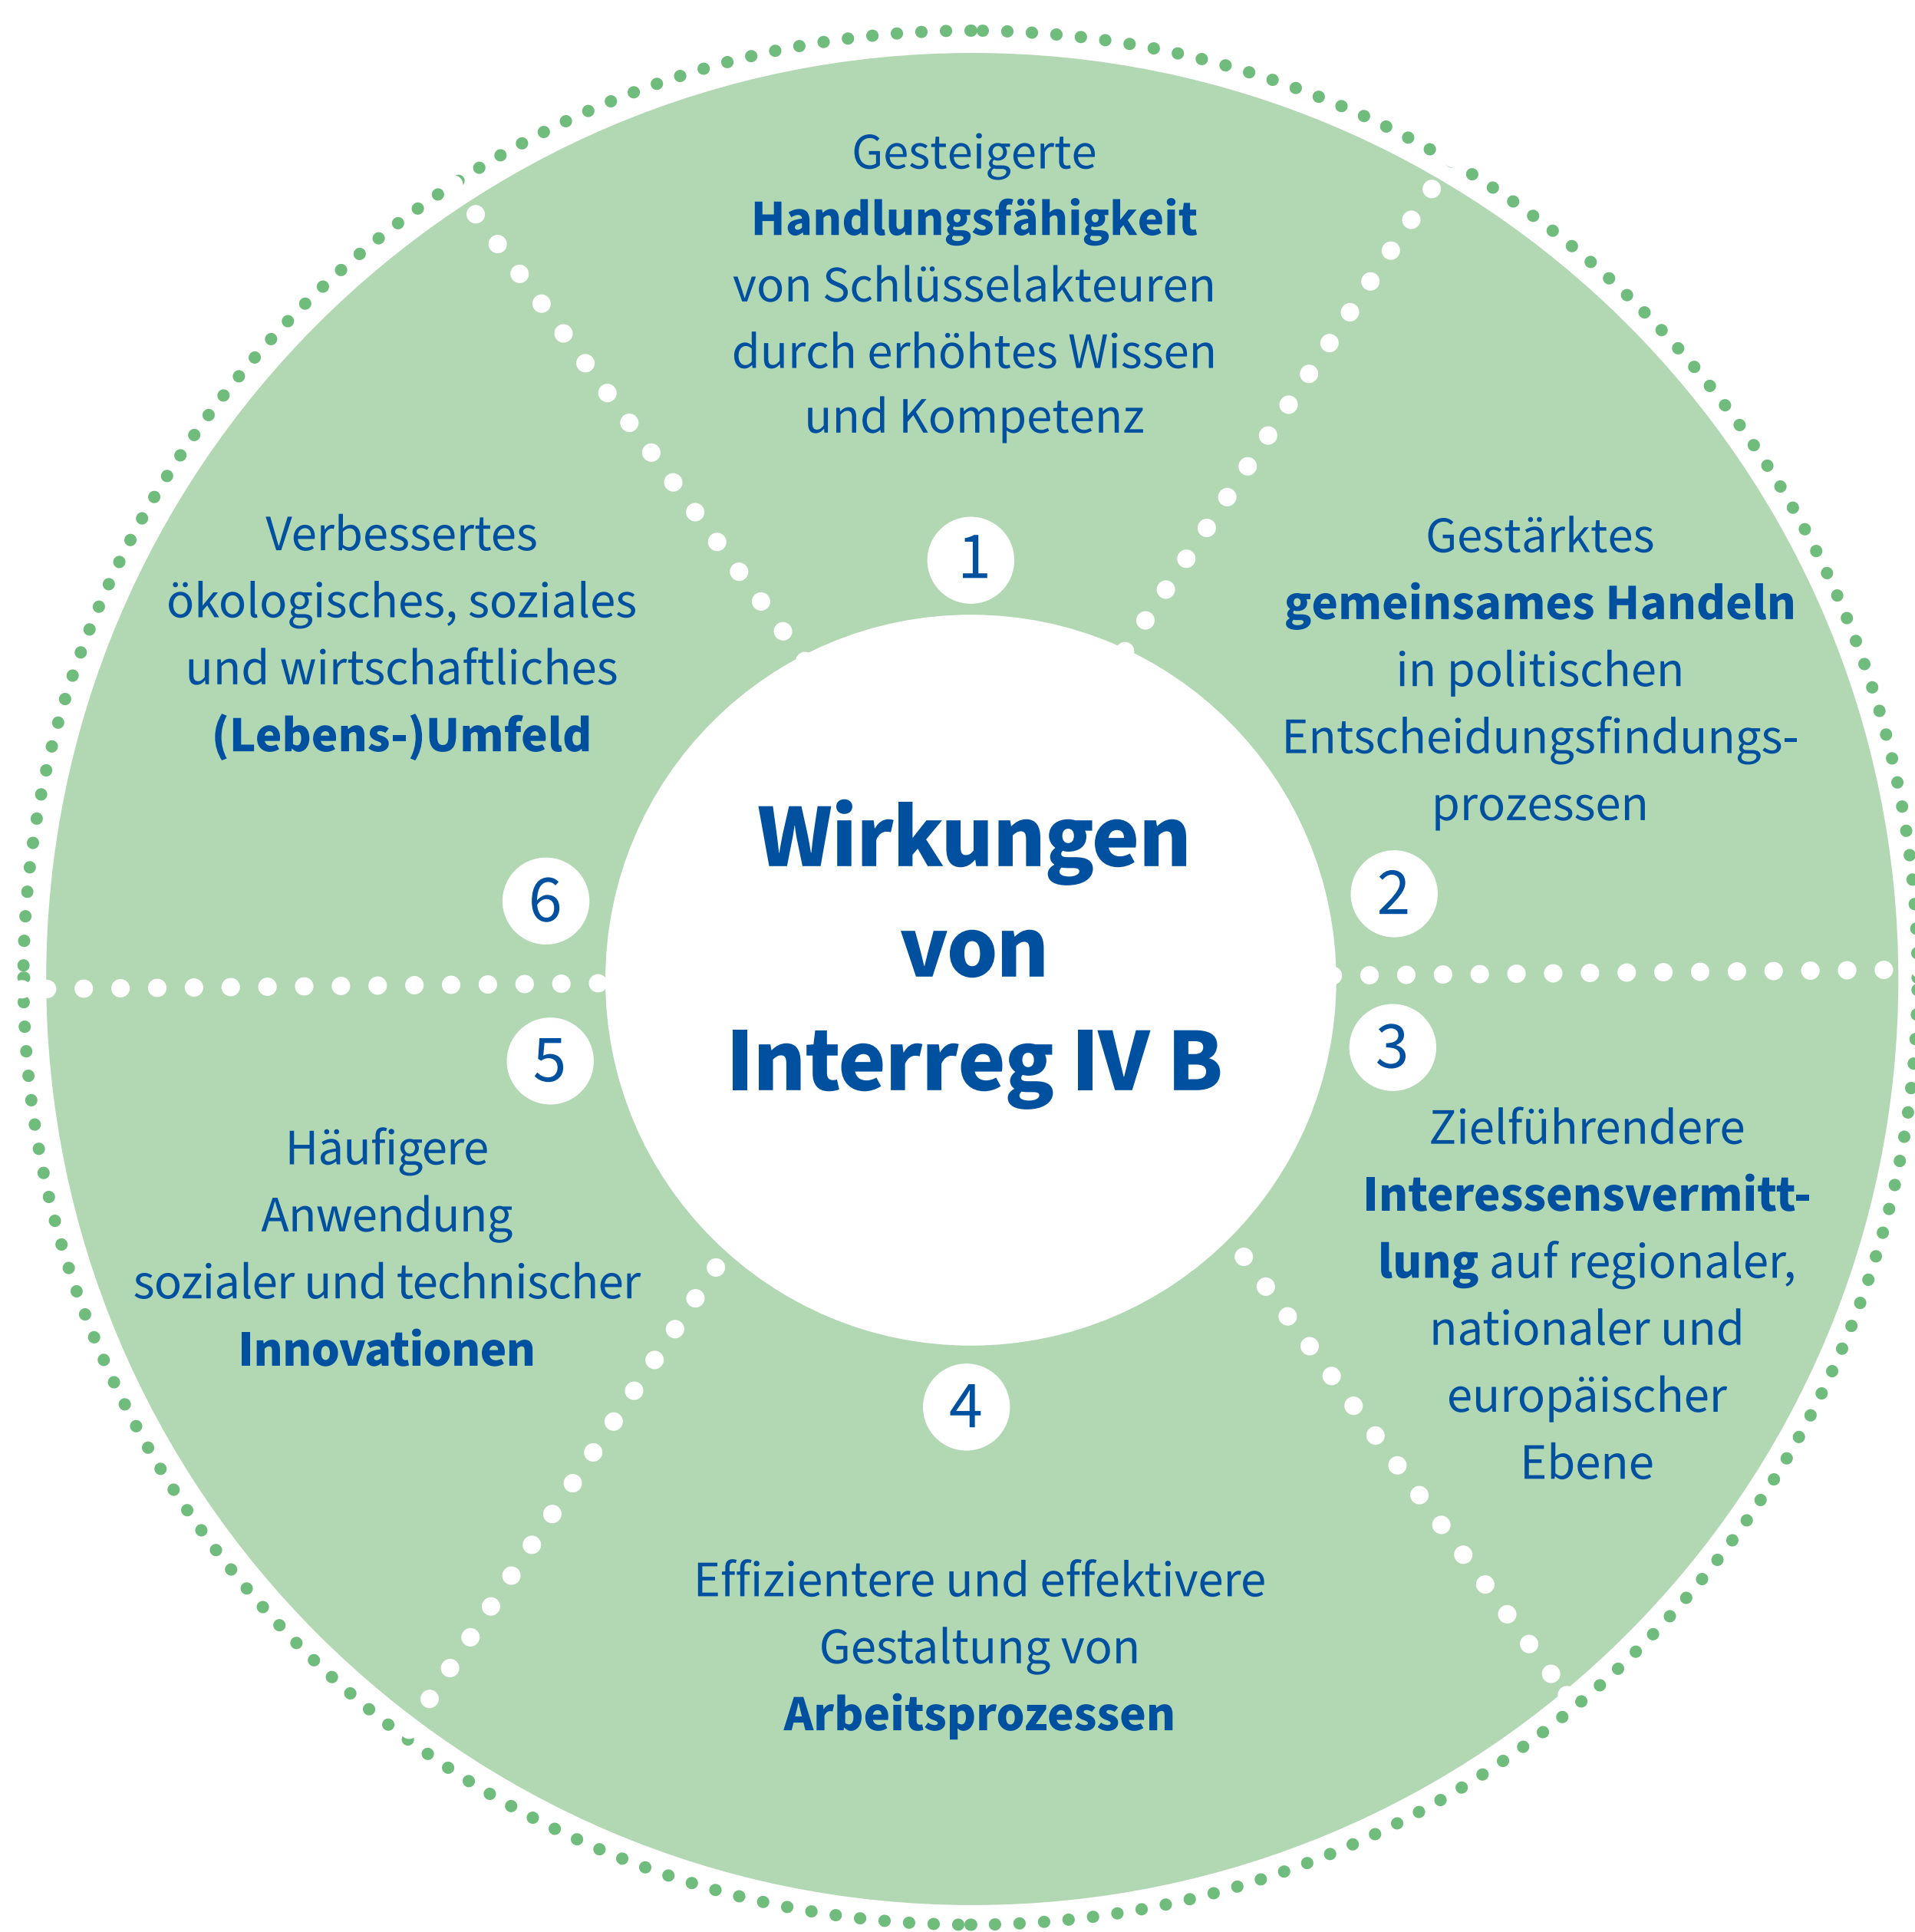 Wirkungen
von
Interreg IV B
Gesteigerte
Handlungsfähigkeit
von Schlüsselakteuren
durch erhöhtes Wissen
und Kompetenz
1
Gestärktes
gemeinsames Handeln
in politischen
Entscheidungsfindungs-
prozessen
2
3
Zielführendere
Interessensvermitt-
lung auf regionaler,
nationaler und
europäischer
Ebene
4
Effizientere und effektivere
Gestaltung von
Arbeitsprozessen
5
Häufigere
Anwendung
sozialer und technischer
Innovationen
Verbessertes
ökologisches, soziales
und wirtschaftliches
(Lebens-)Umfeld
6